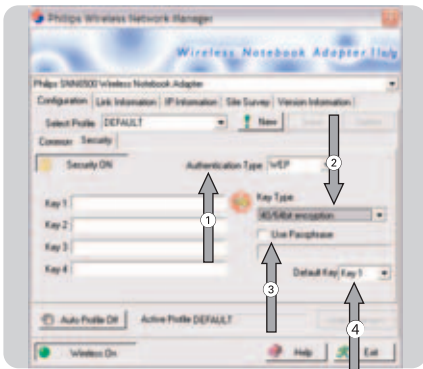 Philips Wireless Network Manager
Wireless Notebook Adapter 11a/g
Philips SNN6500 Wireless Notebook Adapter
Configuration Link Information IP Information Site Survey Version Information
Select Profile DEFAULT New
Common Security
Security ON Authentication Type WEP
2
Key Type
Key 1 40/64bit encryption
1
Key 2 Use Passphrase
Key 3
Key 4 Default Key Key 1
3
Auto Profile Off Active Profile DEFAULT
4
Wireless On Help Exit